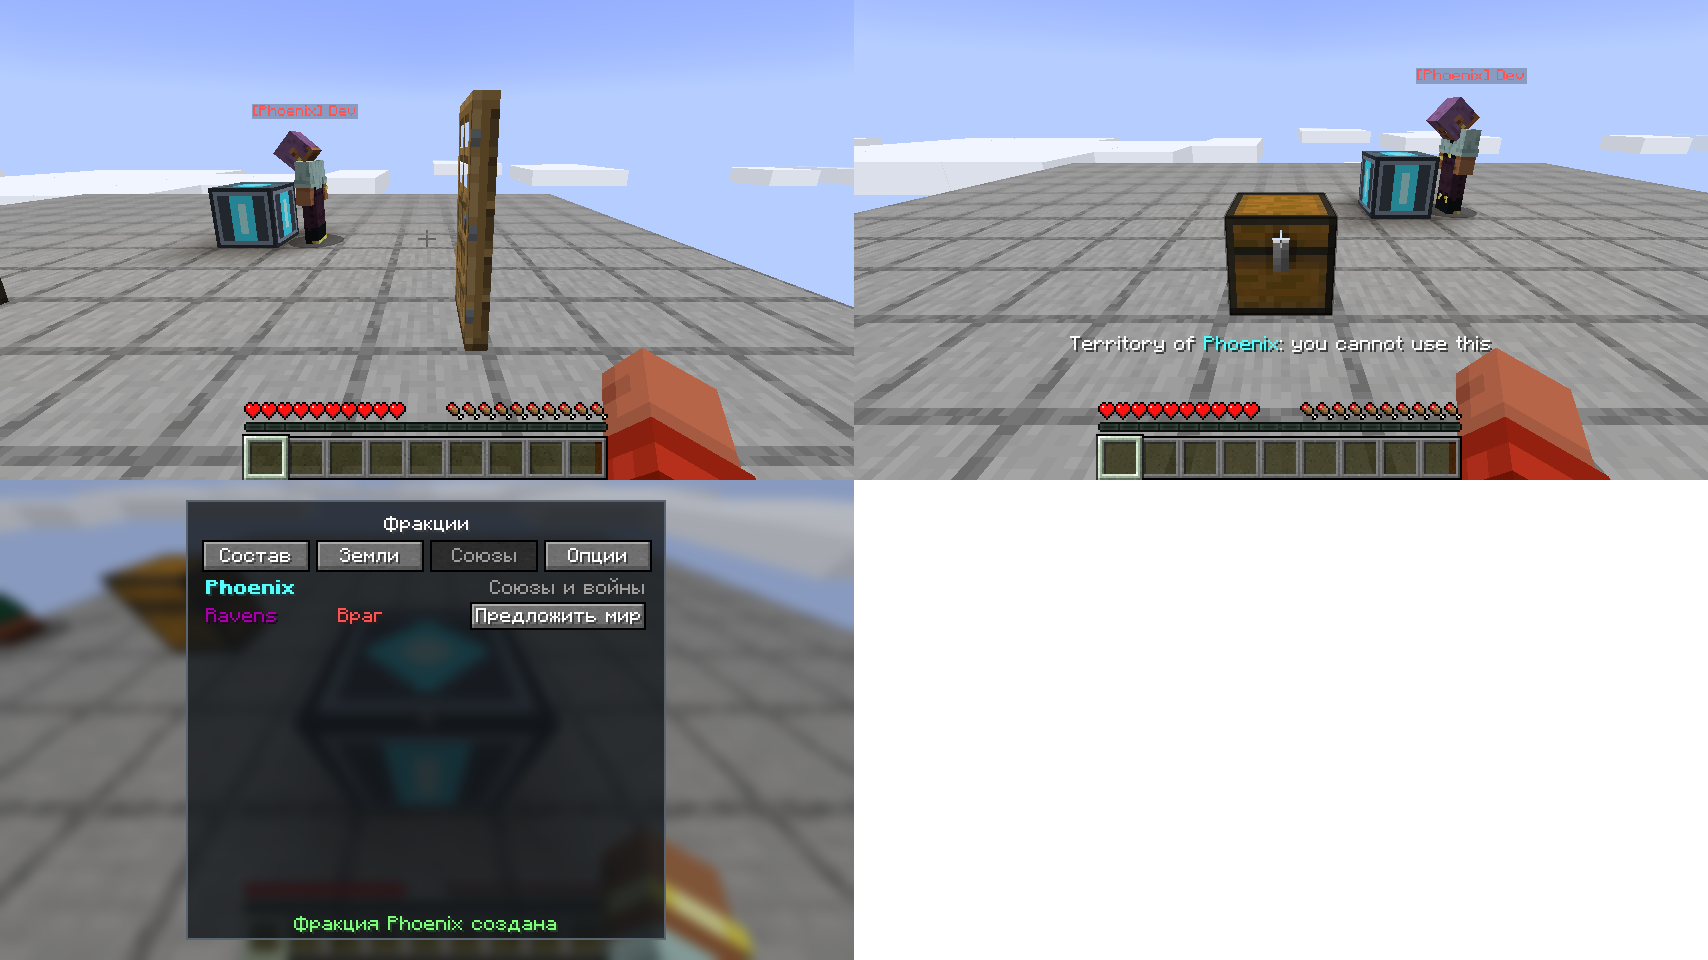 [Phoenix] Dev
[Phoenix] Dev
Territory of Phoenix: you cannot use this
Фракции
Состав Земли Союзы Опции
Phoenix Союзы и войны
Ravens Враг Предложить мир
Фракция Phoenix создана